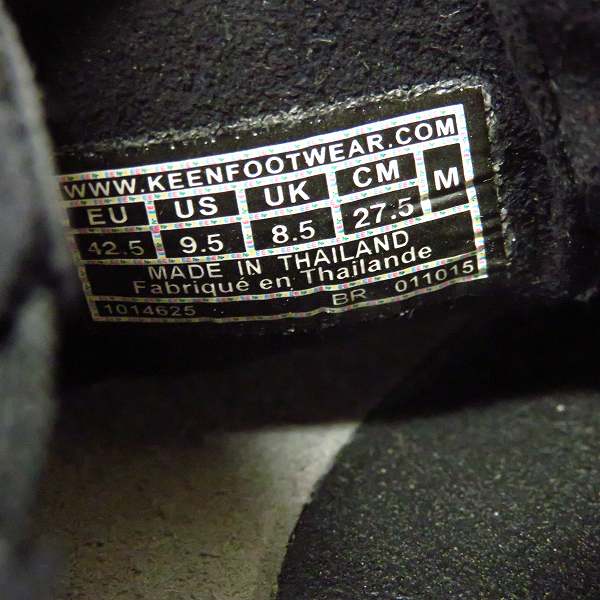 WWW.KEENFOOTWEAR.COM
EU US UK CM M
42.5 9.5 8.5 27.5
MADE IN THAILAND
Fabriqué en Thaïlande
1014625 BR 011015